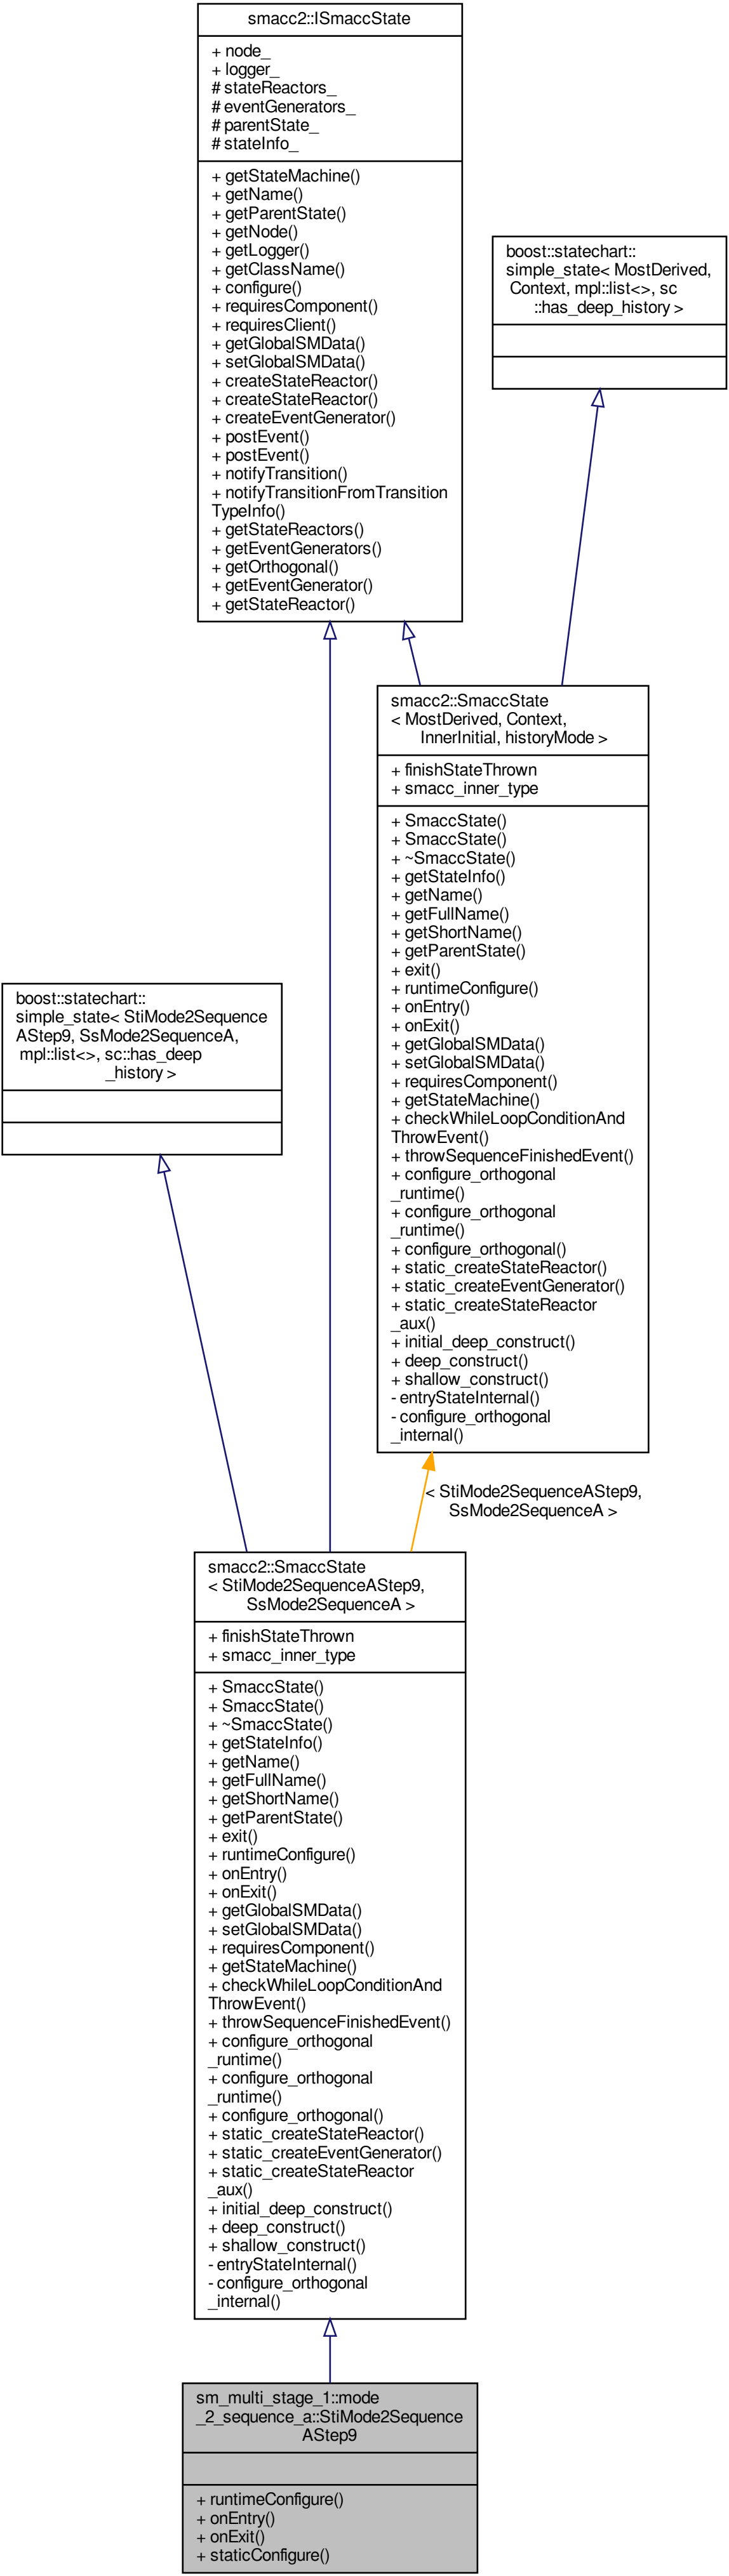 smacc2::ISmaccState
+ node_
+ logger_
# stateReactors_
# eventGenerators_
# parentState_
# stateInfo_
+ getStateMachine()
+ getName()
+ getParentState()
+ getNode()
+ getLogger()
+ getClassName()
+ configure()
+ requiresComponent()
+ requiresClient()
+ getGlobalSMData()
+ setGlobalSMData()
+ createStateReactor()
+ createStateReactor()
+ createEventGenerator()
+ postEvent()
+ postEvent()
+ notifyTransition()
+ notifyTransitionFromTransition
TypeInfo()
+ getStateReactors()
+ getEventGenerators()
+ getOrthogonal()
+ getEventGenerator()
+ getStateReactor()
boost::statechart::
simple_state< MostDerived,
Context, mpl::list<>, sc
::has_deep_history >
smacc2::SmaccState
< MostDerived, Context,
InnerInitial, historyMode >
+ finishStateThrown
+ smacc_inner_type
+ SmaccState()
+ SmaccState()
+ ~SmaccState()
+ getStateInfo()
+ getName()
+ getFullName()
+ getShortName()
+ getParentState()
+ exit()
+ runtimeConfigure()
+ onEntry()
+ onExit()
+ getGlobalSMData()
+ setGlobalSMData()
+ requiresComponent()
+ getStateMachine()
+ checkWhileLoopConditionAnd
ThrowEvent()
+ throwSequenceFinishedEvent()
+ configure_orthogonal
_runtime()
+ configure_orthogonal
_runtime()
+ configure_orthogonal()
+ static_createStateReactor()
+ static_createEventGenerator()
+ static_createStateReactor
_aux()
+ initial_deep_construct()
+ deep_construct()
+ shallow_construct()
- entryStateInternal()
- configure_orthogonal
_internal()
boost::statechart::
simple_state< StiMode2Sequence
AStep9, SsMode2SequenceA,
mpl::list<>, sc::has_deep
_history >
< StiMode2SequenceAStep9,
SsMode2SequenceA >
smacc2::SmaccState
< StiMode2SequenceAStep9,
SsMode2SequenceA >
+ finishStateThrown
+ smacc_inner_type
+ SmaccState()
+ SmaccState()
+ ~SmaccState()
+ getStateInfo()
+ getName()
+ getFullName()
+ getShortName()
+ getParentState()
+ exit()
+ runtimeConfigure()
+ onEntry()
+ onExit()
+ getGlobalSMData()
+ setGlobalSMData()
+ requiresComponent()
+ getStateMachine()
+ checkWhileLoopConditionAnd
ThrowEvent()
+ throwSequenceFinishedEvent()
+ configure_orthogonal
_runtime()
+ configure_orthogonal
_runtime()
+ configure_orthogonal()
+ static_createStateReactor()
+ static_createEventGenerator()
+ static_createStateReactor
_aux()
+ initial_deep_construct()
+ deep_construct()
+ shallow_construct()
- entryStateInternal()
- configure_orthogonal
_internal()
sm_multi_stage_1::mode
_2_sequence_a::StiMode2Sequence
AStep9
+ runtimeConfigure()
+ onEntry()
+ onExit()
+ staticConfigure()